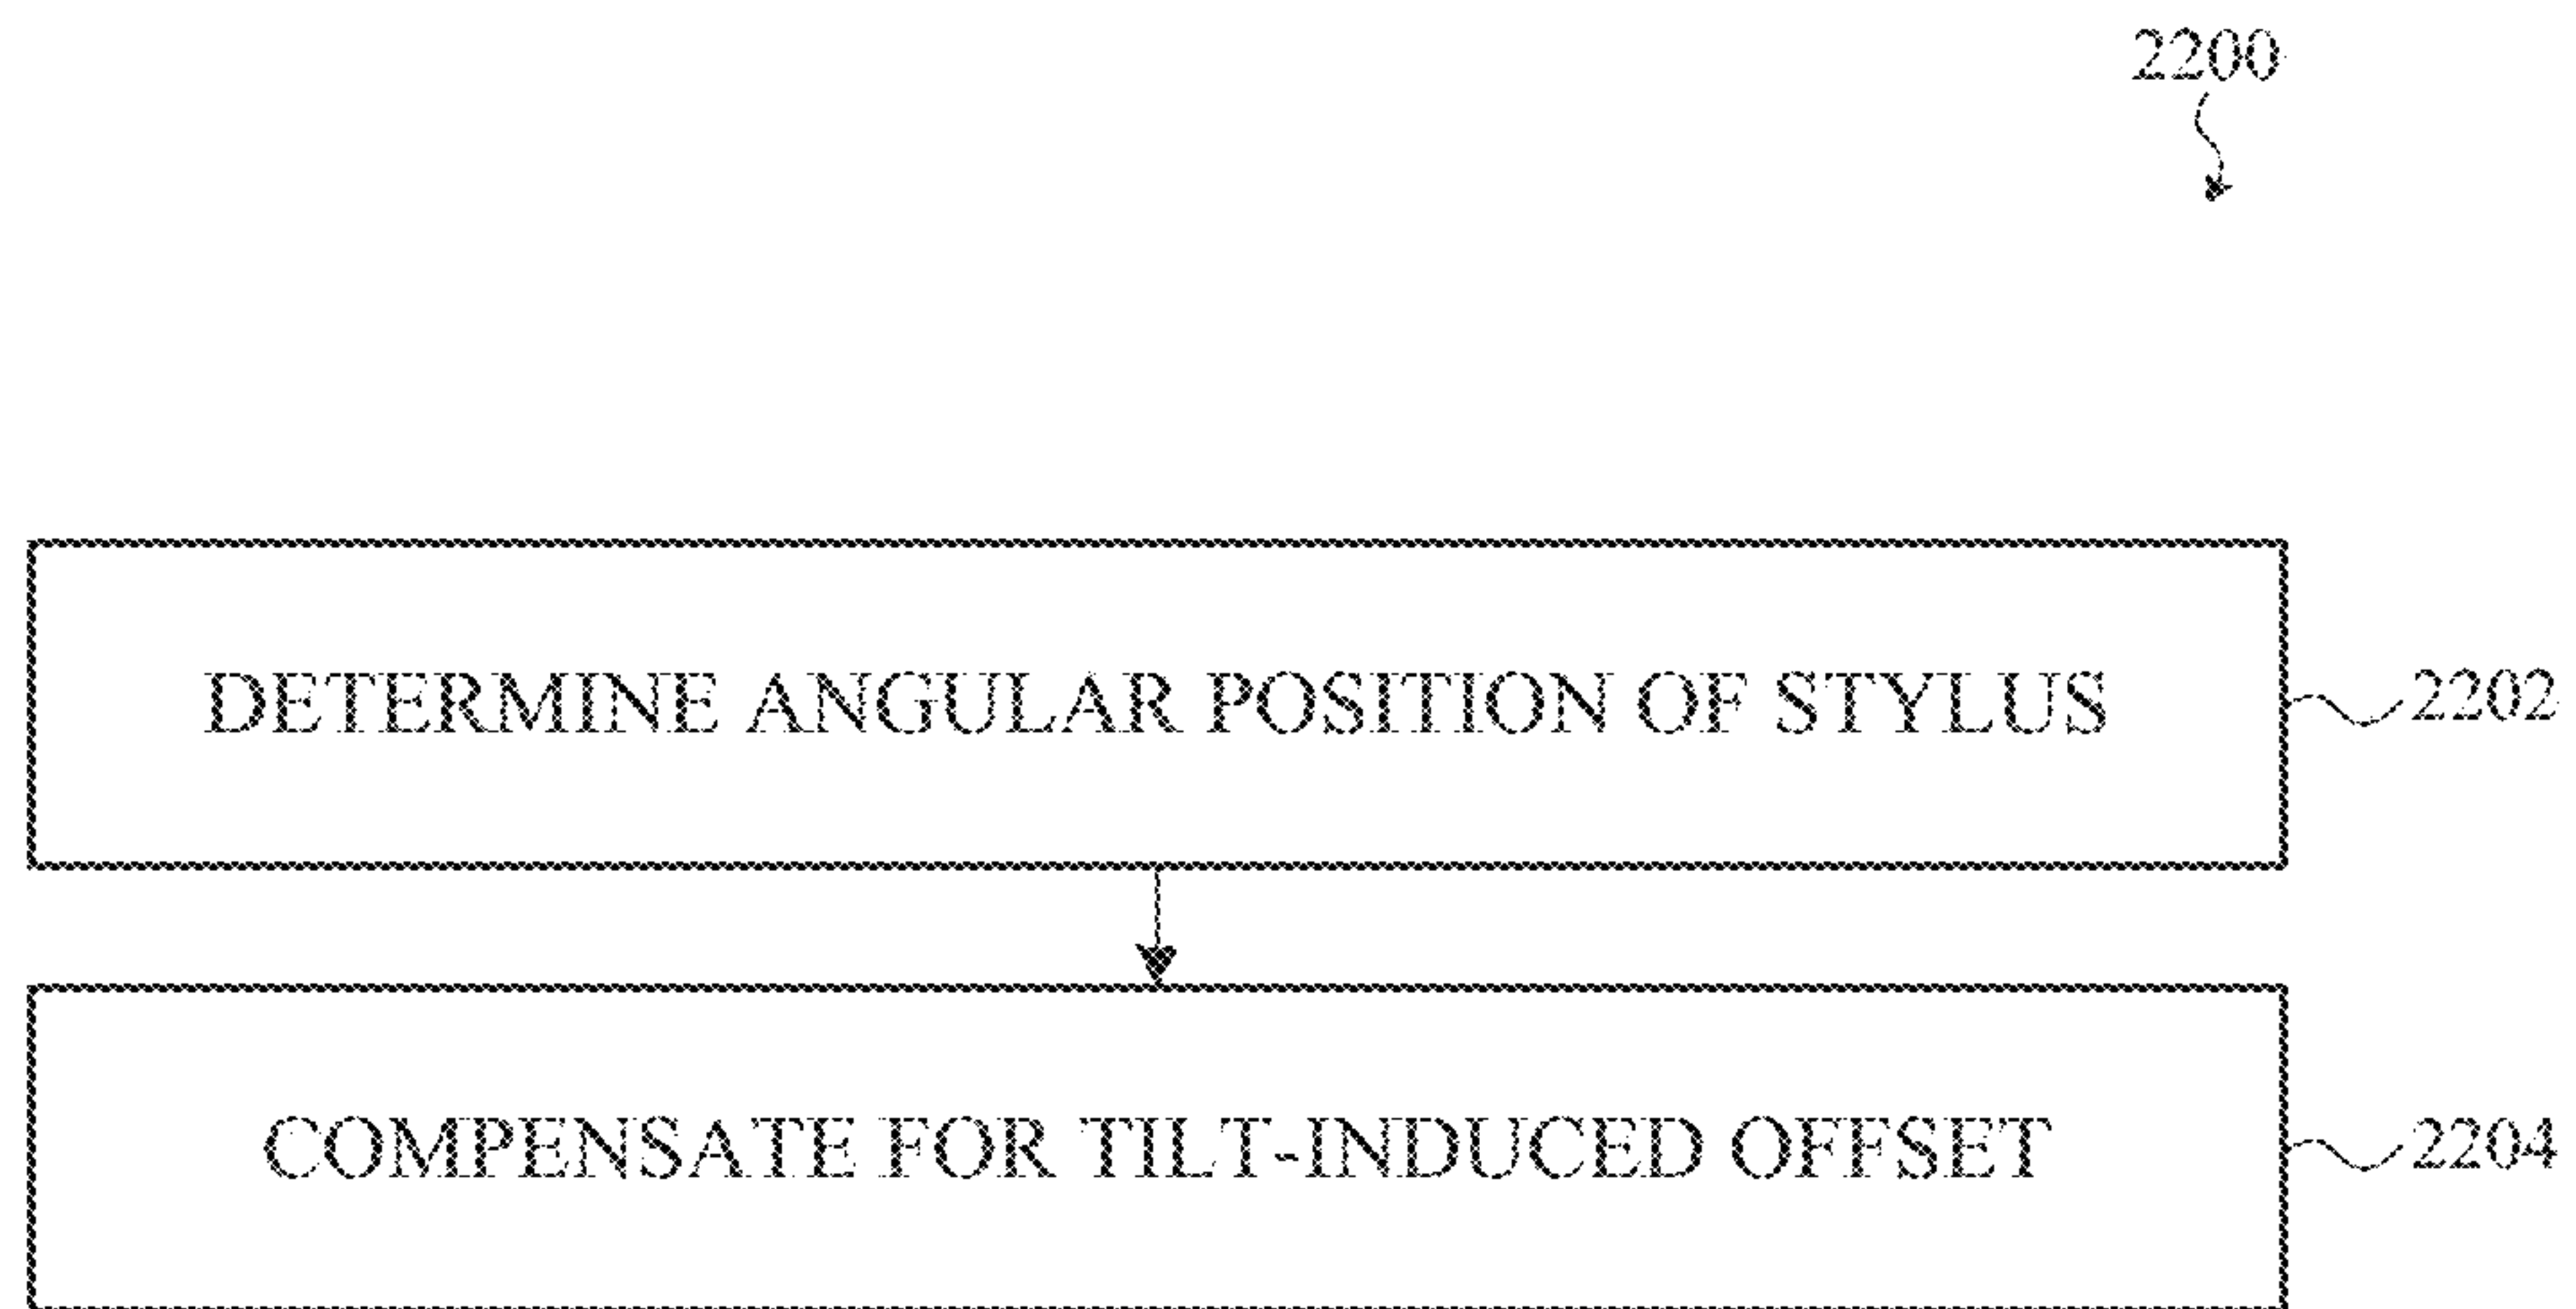 2200
DETERMINE ANGULAR POSITION OF STYLUS
2202
COMPENSATE FOR TILT-INDUCED OFFSET
2204